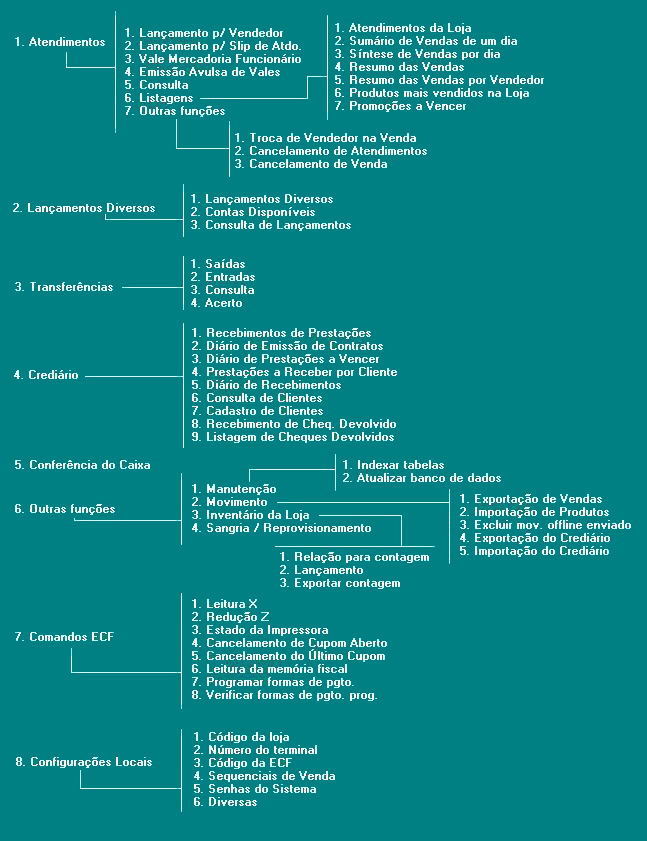 1. Atendimentos
1. Lançamento p/ Vendedor
2. Lançamento p/ Slip de Atdo.
3. Vale Mercadoria Funcionário
4. Emissão Avulsa de Vales
5. Consulta
6. Listagens
7. Outras funções
1. Atendimentos da Loja
2. Sumário de Vendas de um dia
3. Síntese de Vendas por dia
4. Resumo das Vendas
5. Resumo das Vendas por Vendedor
6. Produtos mais vendidos na Loja
7. Promoções a Vencer
1. Troca de Vendedor na Venda
2. Cancelamento de Atendimentos
3. Cancelamento de Venda
2. Lançamentos Diversos
1. Lançamentos Diversos
2. Contas Disponíveis
3. Consulta de Lançamentos
3. Transferências
1. Saídas
2. Entradas
3. Consulta
4. Acerto
4. Crediário
1. Recebimentos de Prestações
2. Diário de Emissão de Contratos
3. Diário de Prestações a Vencer
4. Prestações a Receber por Cliente
5. Diário de Recebimentos
6. Consulta de Clientes
7. Cadastro de Clientes
8. Recebimento de Cheq. Devolvido
9. Listagem de Cheques Devolvidos
5. Conferência do Caixa
6. Outras funções
1. Manutenção
2. Movimento
3. Inventário da Loja
4. Sangria / Reprovisionamento
1. Indexar tabelas
2. Atualizar banco de dados
1. Exportação de Vendas
2. Importação de Produtos
3. Excluir mov. offline enviado
4. Exportação do Crediário
5. Importação do Crediário
1. Relação para contagem
2. Lançamento
3. Exportar contagem
7. Comandos ECF
1. Leitura X
2. Redução Z
3. Estado da Impressora
4. Cancelamento de Cupom Aberto
5. Cancelamento do Último Cupom
6. Leitura da memória fiscal
7. Programar formas de pgto.
8. Verificar formas de pgto. prog.
8. Configurações Locais
1. Código da loja
2. Número do terminal
3. Código da ECF
4. Sequenciais de Venda
5. Senhas do Sistema
6. Diversas